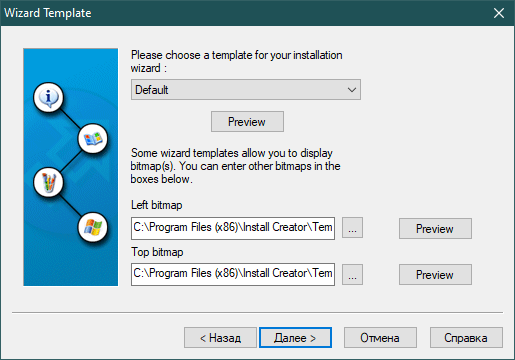 Wizard Template
Please choose a template for your installation
wizard :
Default
Preview
Some wizard templates allow you to display
bitmap(s). You can enter other bitmaps in the
boxes below.
Left bitmap
C:\Program Files (x86)\Install Creator\Tem
...
Preview
Top bitmap
C:\Program Files (x86)\Install Creator\Tem
...
Preview
< Назад
Далее >
Отмена
Справка